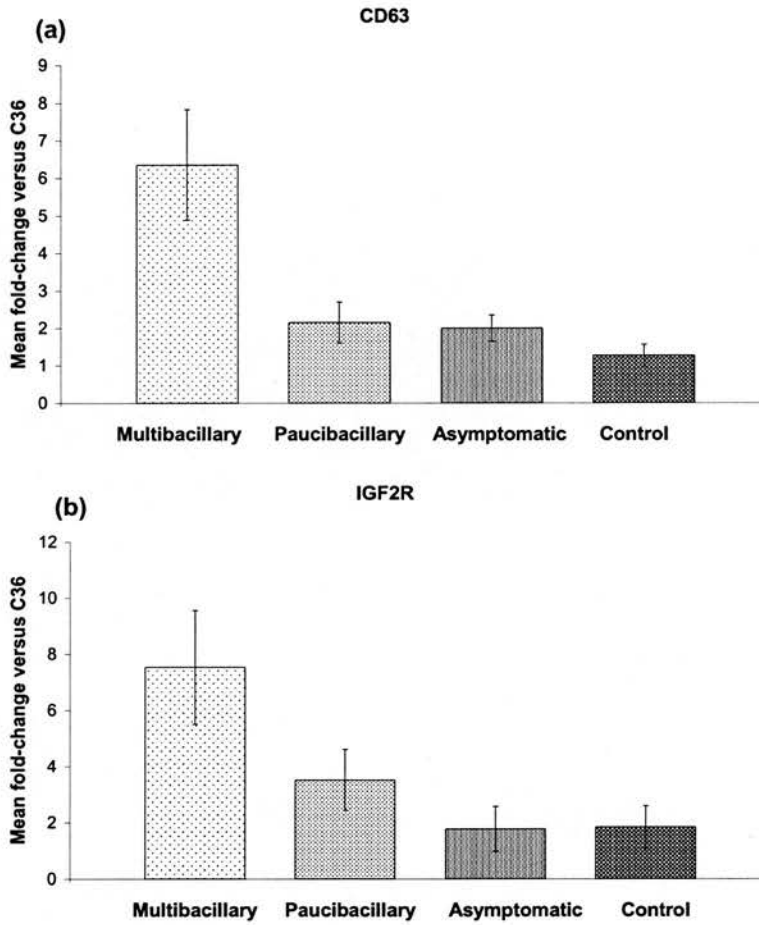 CD63
(a)
Mean fold-change versus C36
9
8
7
6
5
4
3
2
1
0
Multibacillary Paucibacillary Asymptomatic Control
IGF2R
(b)
Mean fold-change versus C36
12
10
8
6
4
2
0
Multibacillary Paucibacillary Asymptomatic Control